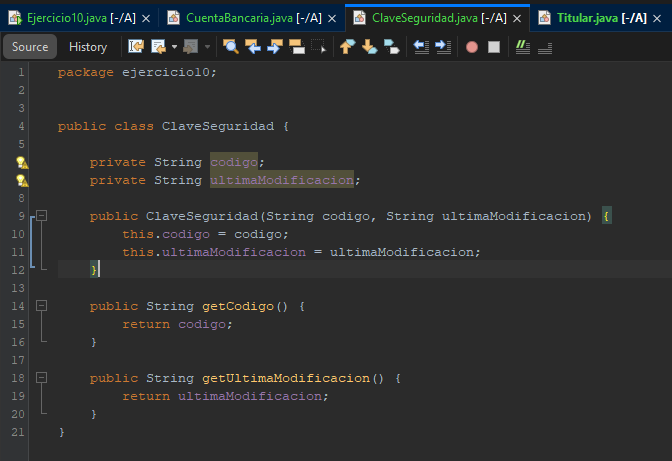 Ejercicio10.java [-/A] CuentaBancaria.java [-/A] ClaveSeguridad.java [-/A] Titular.java [-/A]
Source History
1 package ejercicio10;
2
3
4 public class ClaveSeguridad {
5
private String codigo;
private String ultimaModificacion;
8
9 public ClaveSeguridad(String codigo, String ultimaModificacion) {
10 this.codigo = codigo;
11 this.ultimaModificacion = ultimaModificacion;
12 }
13
14 public String getCodigo() {
15 return codigo;
16 }
17
18 public String getUltimaModificacion() {
19 return ultimaModificacion;
20 }
21 }